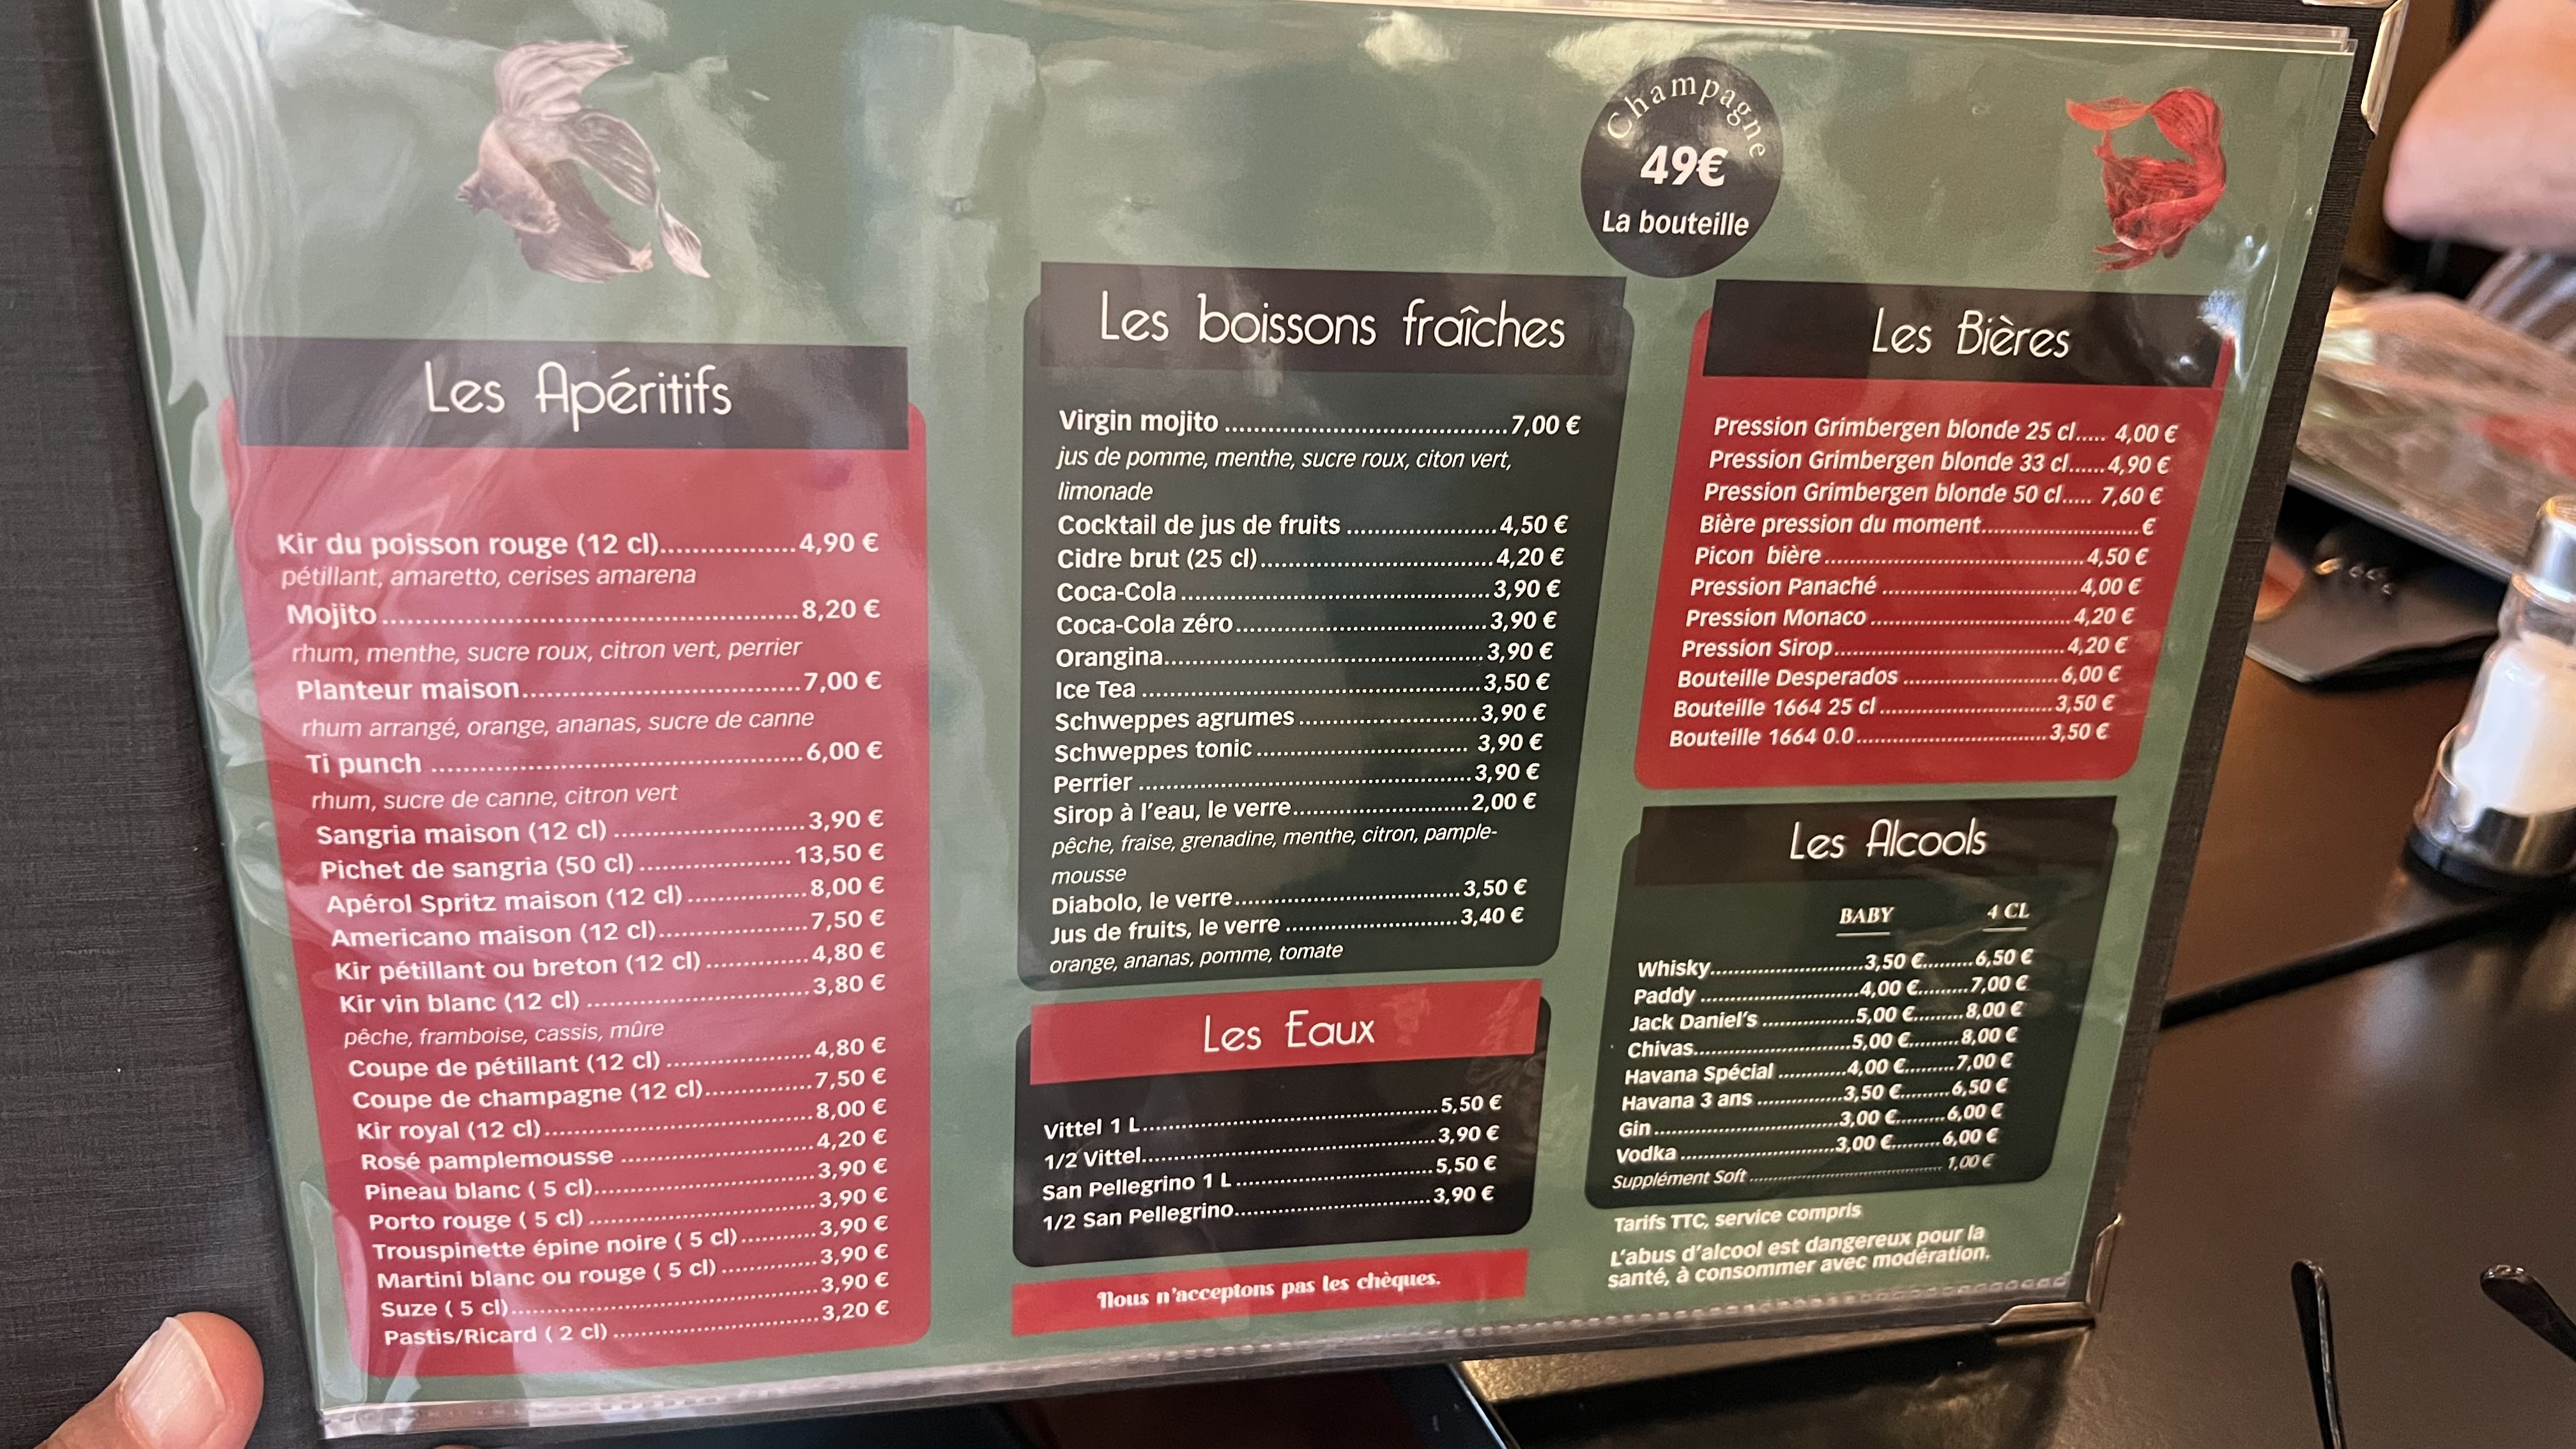 Les Apéritifs
Kir du poisson rouge (12 cl)................4,90 €
pétillant, amaretto, cerises amarena
Mojito................8,20 €
rhum, menthe, sucre roux, citron vert, perrier
Planteur maison................7,00 €
rhum arrangé, orange, ananas, sucre de canne
Ti punch ................6,00 €
rhum, sucre de canne, citron vert
Sangria maison (12 cl) ................3,90 €
Pichet de sangria (50 cl) ................13,50 €
Apérol Spritz maison (12 cl) ................8,00 €
Americano maison (12 cl)................7,50 €
Kir pétillant ou breton (12 cl) ................4,80 €
Kir vin blanc (12 cl) ................3,80 €
pêche, framboise, cassis, mûre
Coupe de pétillant (12 cl) ................4,80 €
Coupe de champagne (12 cl)................7,50 €
Kir royal (12 cl)................8,00 €
Rosé pamplemousse ................4,20 €
Pineau blanc ( 5 cl)................3,90 €
Porto rouge ( 5 cl) ................3,90 €
Trouspinette épine noire ( 5 cl)................3,90 €
Martini blanc ou rouge ( 5 cl) ................3,90 €
Suze ( 5 cl)................3,90 €
Pastis/Ricard ( 2 cl) ................3,20 €
Les boissons fraîches
Virgin mojito ................7,00 €
jus de pomme, menthe, sucre roux, citon vert,
limonade
Cocktail de jus de fruits ................4,50 €
Cidre brut (25 cl)................4,20 €
Coca-Cola ................3,90 €
Coca-Cola zéro................3,90 €
Orangina................3,90 €
Ice Tea ................3,50 €
Schweppes agrumes ................3,90 €
Schweppes tonic ................ 3,90 €
Perrier ................3,90 €
Sirop à l'eau, le verre................2,00 €
pêche, fraise, grenadine, menthe, citron, pample-
mousse
Diabolo, le verre................3,50 €
Jus de fruits, le verre ................3,40 €
orange, ananas, pomme, tomate
Les Eaux
Vittel 1 L................5,50 €
1/2 Vittel................3,90 €
San Pellegrino 1 L ................5,50 €
1/2 San Pellegrino................3,90 €
Nous n'acceptons pas les chèques.
Champagne
49€
La bouteille
Les Bières
Pression Grimbergen blonde 25 cl..... 4,00 €
Pression Grimbergen blonde 33 cl......4,90 €
Pression Grimbergen blonde 50 cl..... 7,60 €
Bière pression du moment................€
Picon bière ................4,50 €
Pression Panaché ................4,00 €
Pression Monaco ................4,20 €
Pression Sirop................4,20 €
Bouteille Desperados ................6,00 €
Bouteille 1664 25 cl ................3,50 €
Bouteille 1664 0.0 ................3,50 €
Les Alcools
BABY 4 CL
Whisky................3,50 €.........6,50 €
Paddy ................4,00 €.........7,00 €
Jack Daniel's ................5,00 €.........8,00 €
Chivas................5,00 €.........8,00 €
Havana Spécial ............4,00 €.........7,00 €
Havana 3 ans ................3,50 €.........6,50 €
Gin ................3,00 €.........6,00 €
Vodka ................3,00 €.........6,00 €
Supplément Soft ................ 1,00 €
Tarifs TTC, service compris
L'abus d'alcool est dangereux pour la
santé, à consommer avec modération.